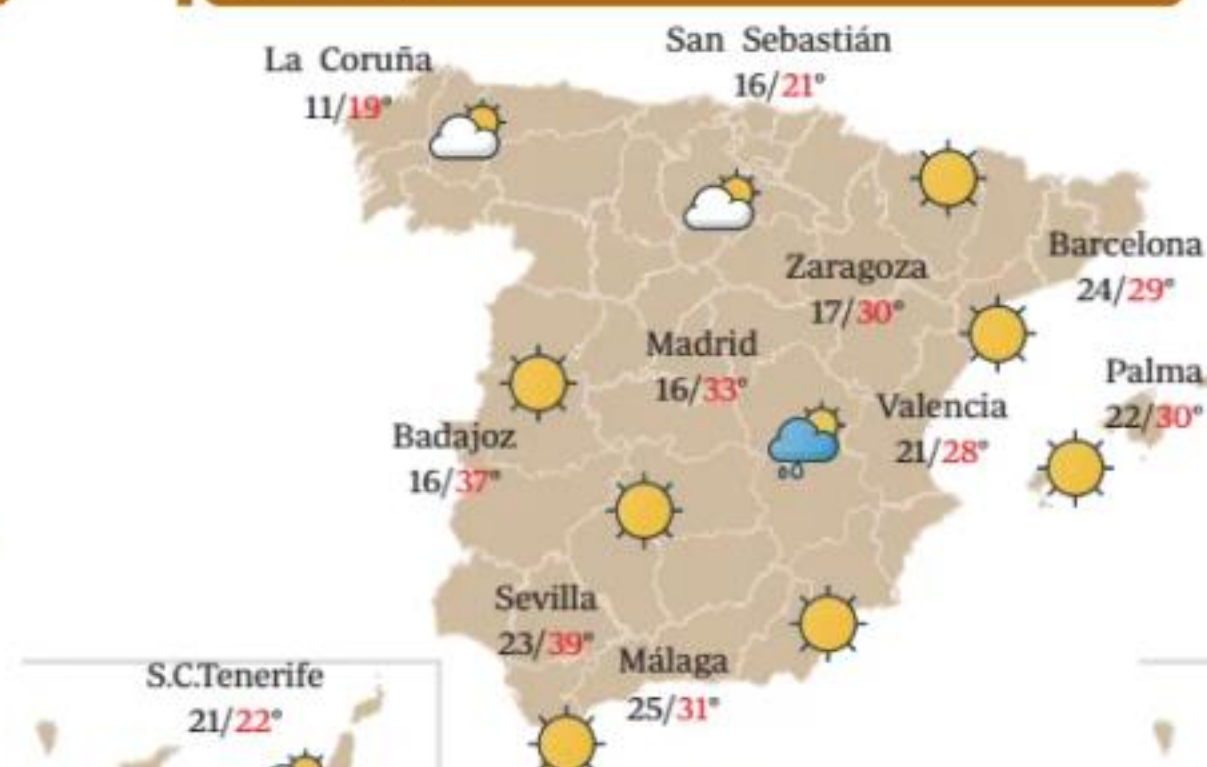 La Coruña
11/19°
San Sebastián
16/21°
Barcelona
24/29°
Zaragoza
17/30°
Madrid
16/33°
Palma
22/30°
Valencia
21/28°
Badajoz
16/37°
Sevilla
23/39°
Málaga
25/31°
S.C.Tenerife
21/22°